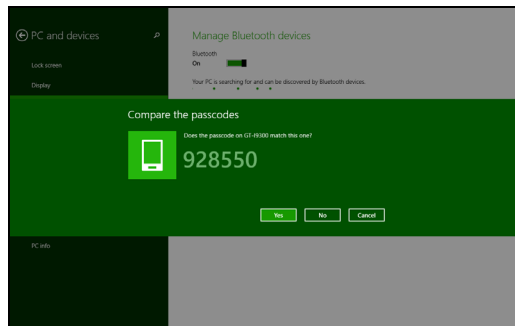 PC and devices
Lock screen
Display
Manage Bluetooth devices
Bluetooth
On
Your PC is searching for and can be discovered by Bluetooth devices.
Compare the passcodes
Does the passcode on GT-I9300 match this one?
928550
Yes
No
Cancel
PC info